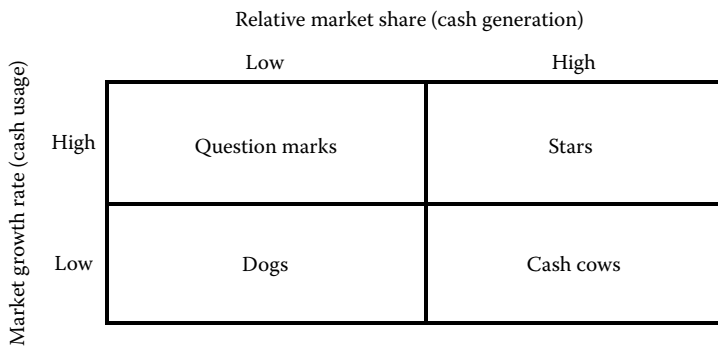 Relative market share (cash generation)
Low High
Market growth rate (cash usage)
High Question marks Stars
Low Dogs Cash cows